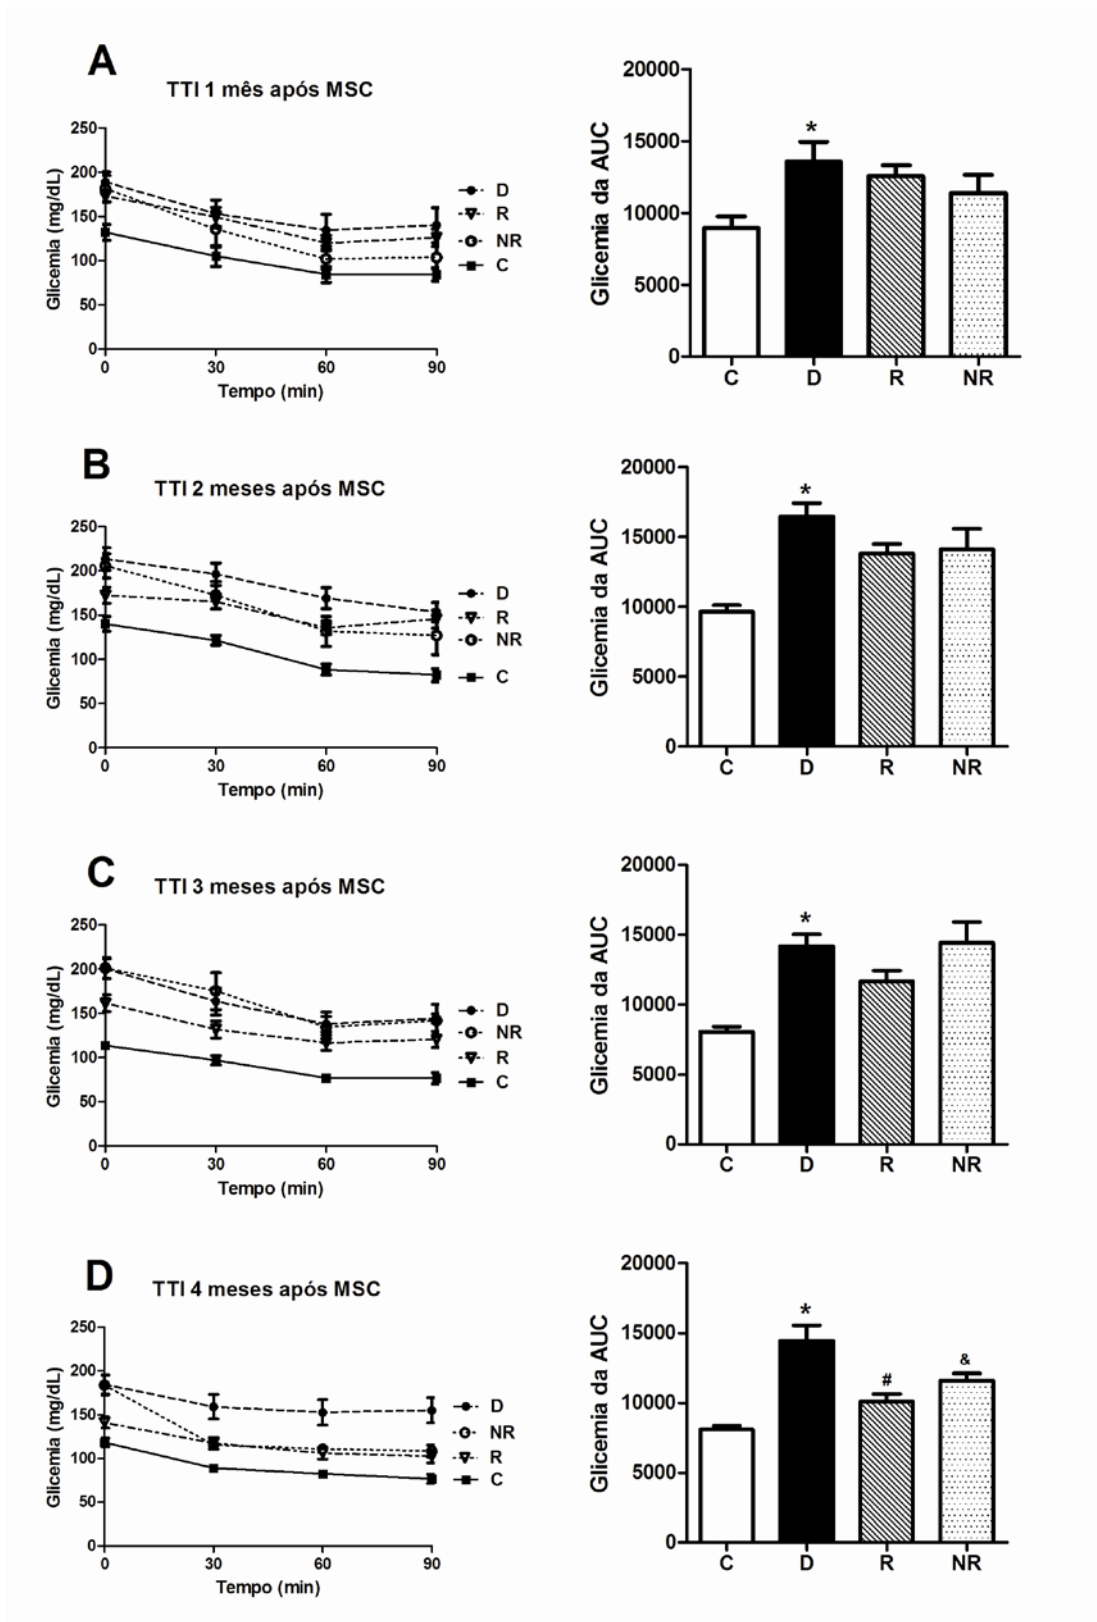 A
TTI 1 mês após MSC
Glicemia (mg/dL)
250
200
150
100
50
0
0 30 60 90
Tempo (min)
D
R
NR
C
Glicemia da AUC
20000
15000
10000
5000
0
*
C D R NR
B
TTI 2 meses após MSC
Glicemia (mg/dL)
250
200
150
100
50
0
0 30 60 90
Tempo (min)
D
R
NR
C
Glicemia da AUC
20000
15000
10000
5000
0
*
C D R NR
C
TTI 3 meses após MSC
Glicemia (mg/dL)
250
200
150
100
50
0
0 30 60 90
Tempo (min)
D
NR
R
C
Glicemia da AUC
20000
15000
10000
5000
0
*
C D R NR
D
TTI 4 meses após MSC
Glicemia (mg/dL)
250
200
150
100
50
0
0 30 60 90
Tempo (min)
D
NR
R
C
Glicemia da AUC
20000
15000
10000
5000
0
* # &
C D R NR